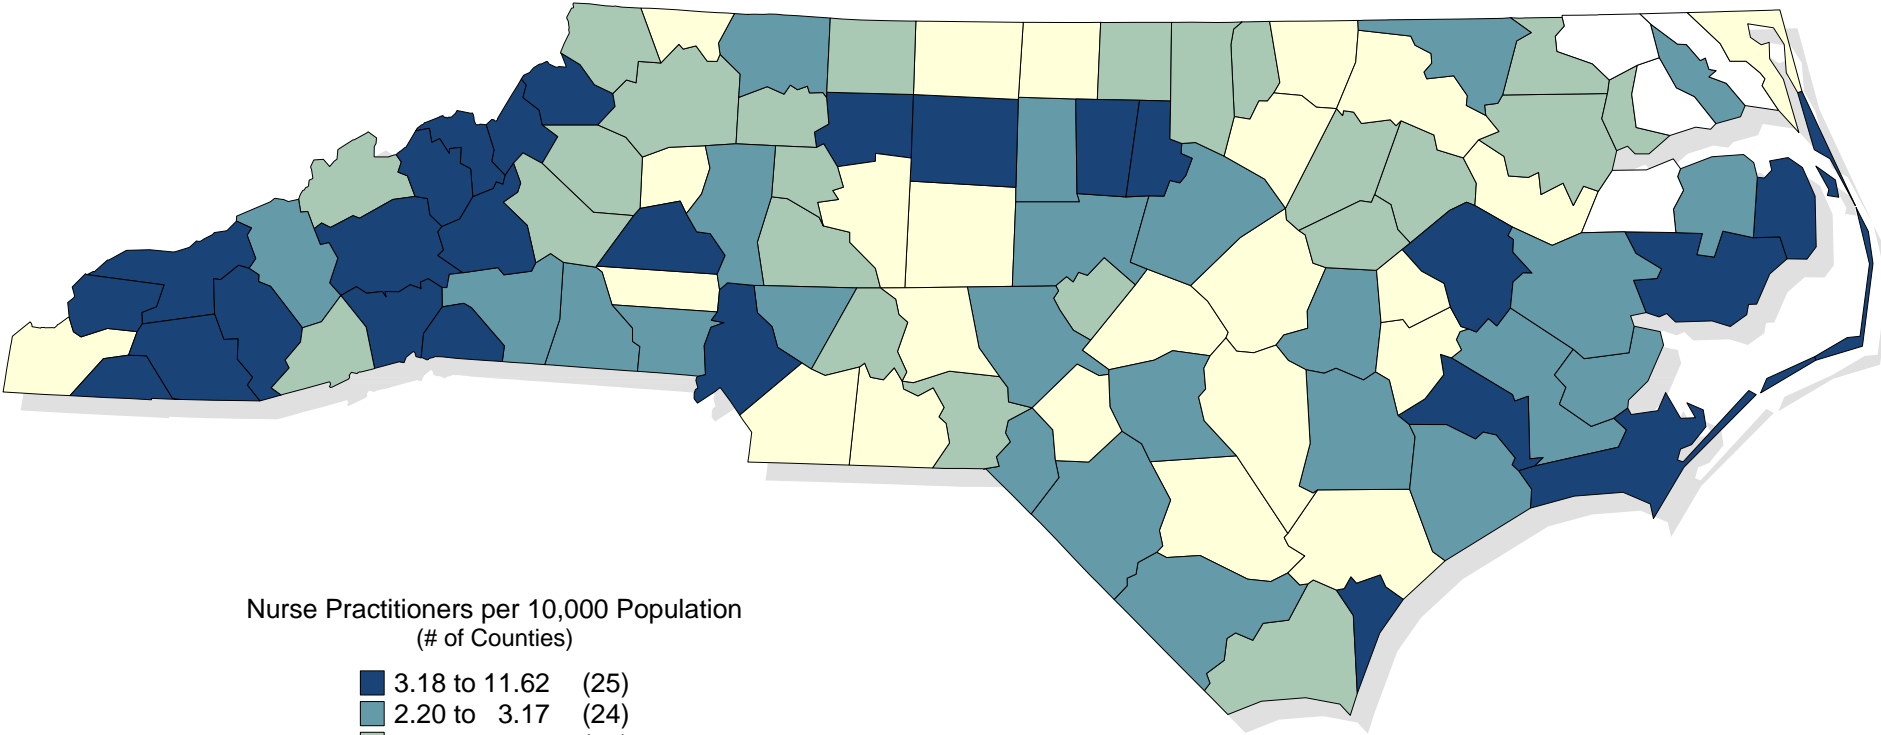 Nurse Practitioners per 10,000 Population
(# of Counties)
3.18 to 11.62 (25)
2.20 to 3.17 (24)